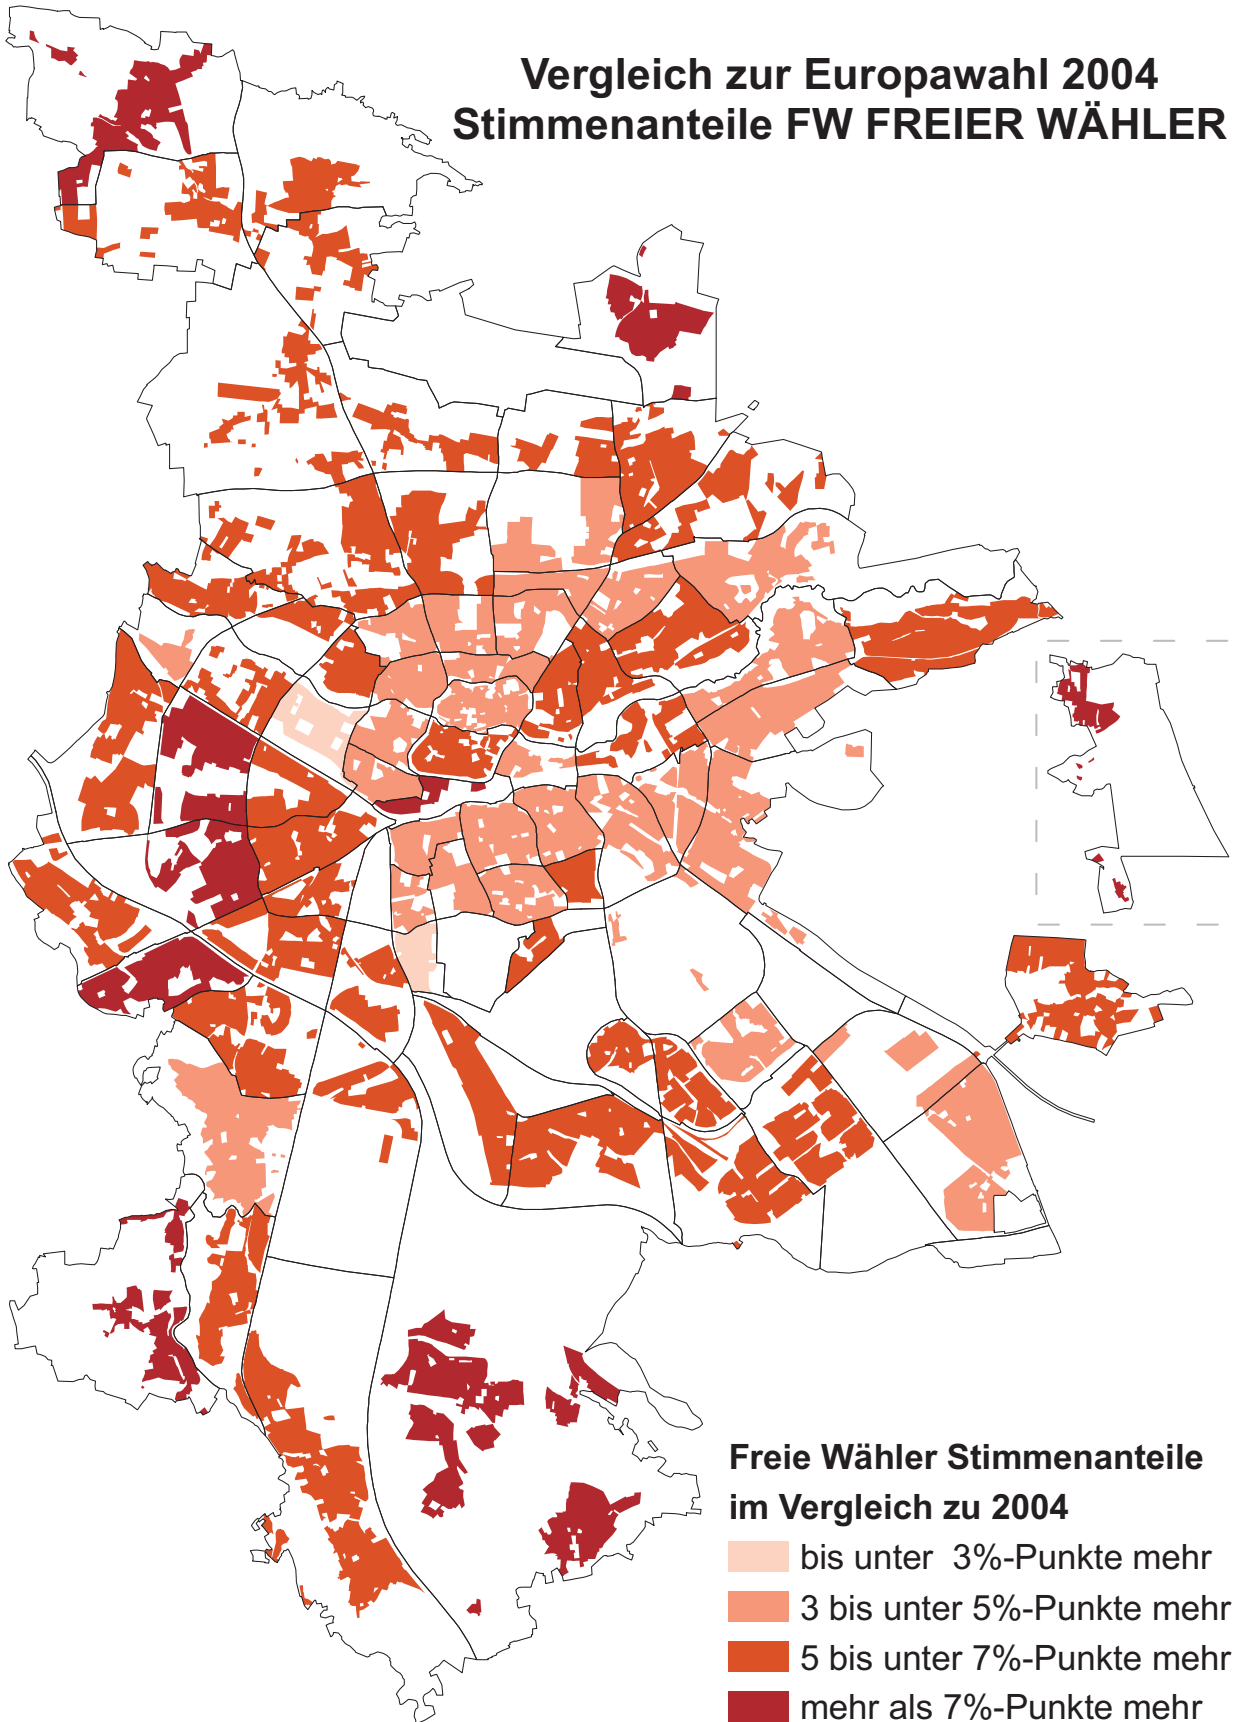 Vergleich zur Europawahl 2004
Stimmenanteile FW FREIER WÄHLER
Freie Wähler Stimmenanteile
im Vergleich zu 2004
bis unter  3%-Punkte mehr
3 bis unter 5%-Punkte mehr
5 bis unter 7%-Punkte mehr
mehr als 7%-Punkte mehr